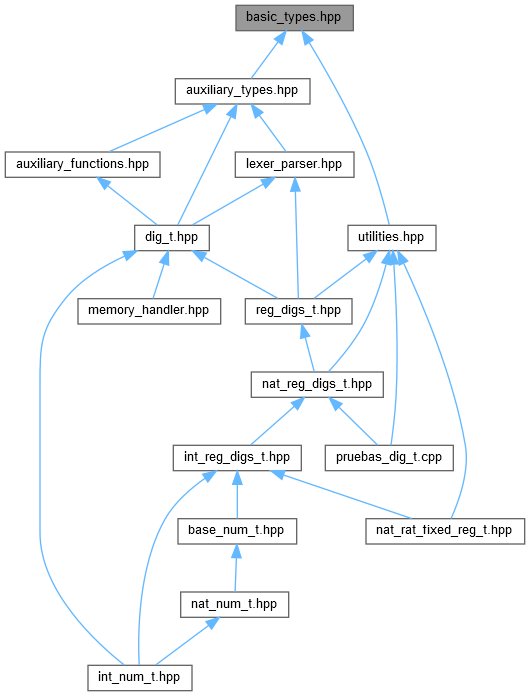 basic_types.hpp
auxiliary_types.hpp
auxiliary_functions.hpp
lexer_parser.hpp
dig_t.hpp
utilities.hpp
memory_handler.hpp
reg_digs_t.hpp
nat_reg_digs_t.hpp
int_reg_digs_t.hpp
pruebas_dig_t.cpp
base_num_t.hpp
nat_rat_fixed_reg_t.hpp
nat_num_t.hpp
int_num_t.hpp